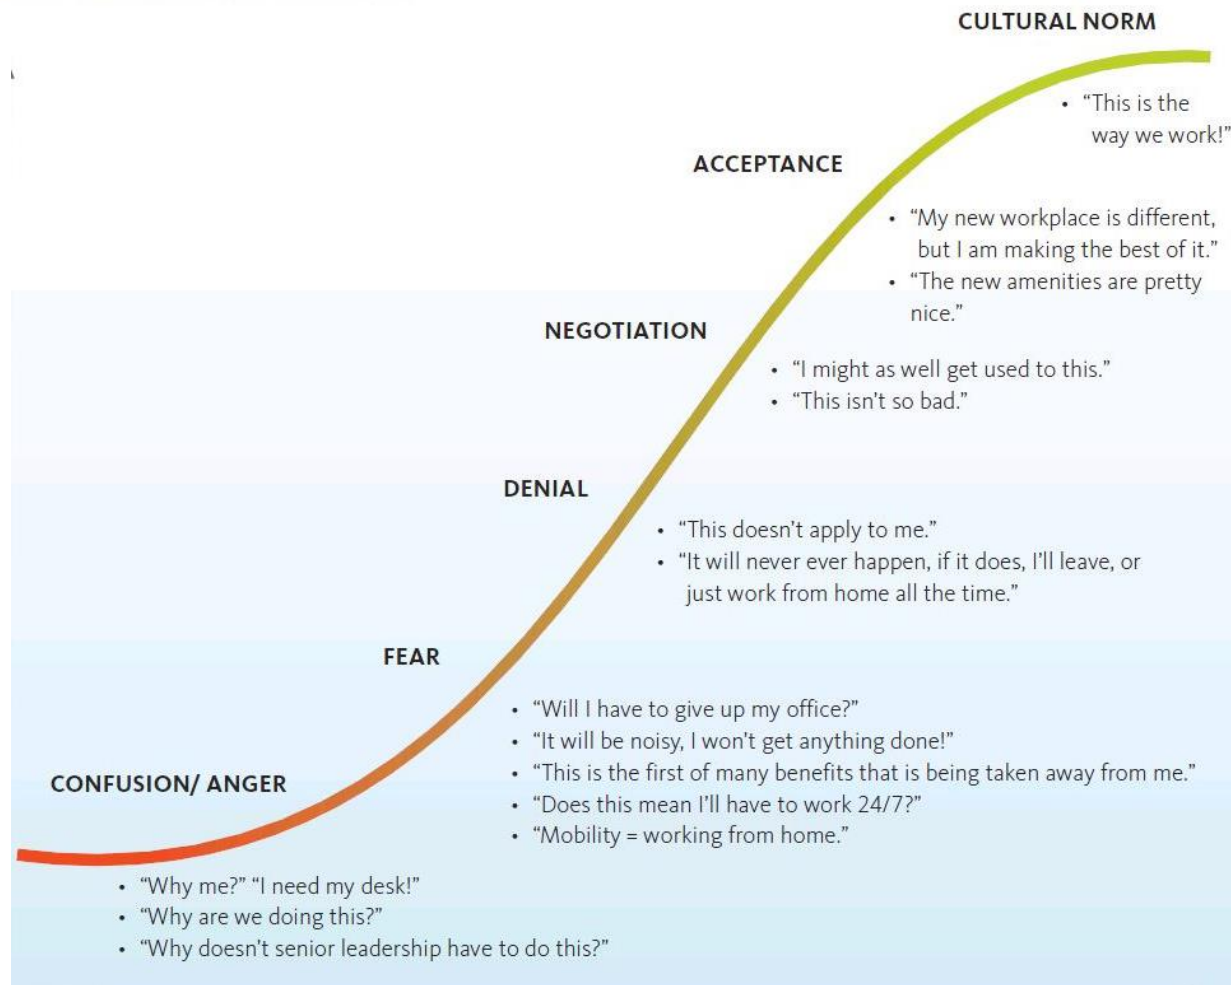 CULTURAL NORM
• “This is the
way we work!”
ACCEPTANCE
• “My new workplace is different,
but I am making the best of it.”
• “The new amenities are pretty
nice.”
NEGOTIATION
• “I might as well get used to this.”
• “This isn't so bad.”
DENIAL
• “This doesn’t apply to me.”
• “It will never ever happen, if it does, I’ll leave, or
just work from home all the time.”
FEAR
• “Will I have to give up my office?”
• “It will be noisy, I won’t get anything done!”
• “This is the first of many benefits that is being taken away from me.”
• “Does this mean I’ll have to work 24/7?”
• “Mobility = working from home.”
CONFUSION/ ANGER
• “Why me?” “I need my desk!”
• “Why are we doing this?”
• “Why doesn’t senior leadership have to do this?”